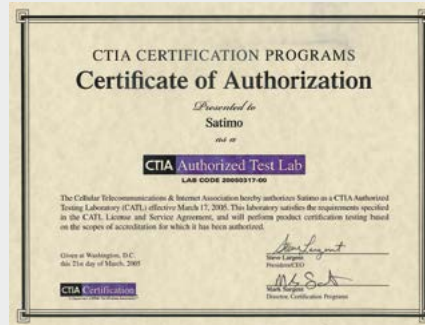 CTIA CERTIFICATION PROGRAMS
Certificate of Authorization
Presented to
Satimo
as a
CTIA Authorized Test Lab
LAB CODE 20050317-00
The Cellular Telecommunications & Internet Association hereby authorizes Satimo as a CTIA Authorized
Testing Laboratory (CATL) effective March 17, 2005. This laboratory satisfies the requirements specified
in the CATL License and Service Agreement, and will perform product certification testing based
on the scopes of accreditation for which it has been authorized.
Given at Washington, D.C.
this 21st day of March, 2005
Steve Largent
President/CEO
CTIA Certification
Mark Sargent
Director, Certification Programs